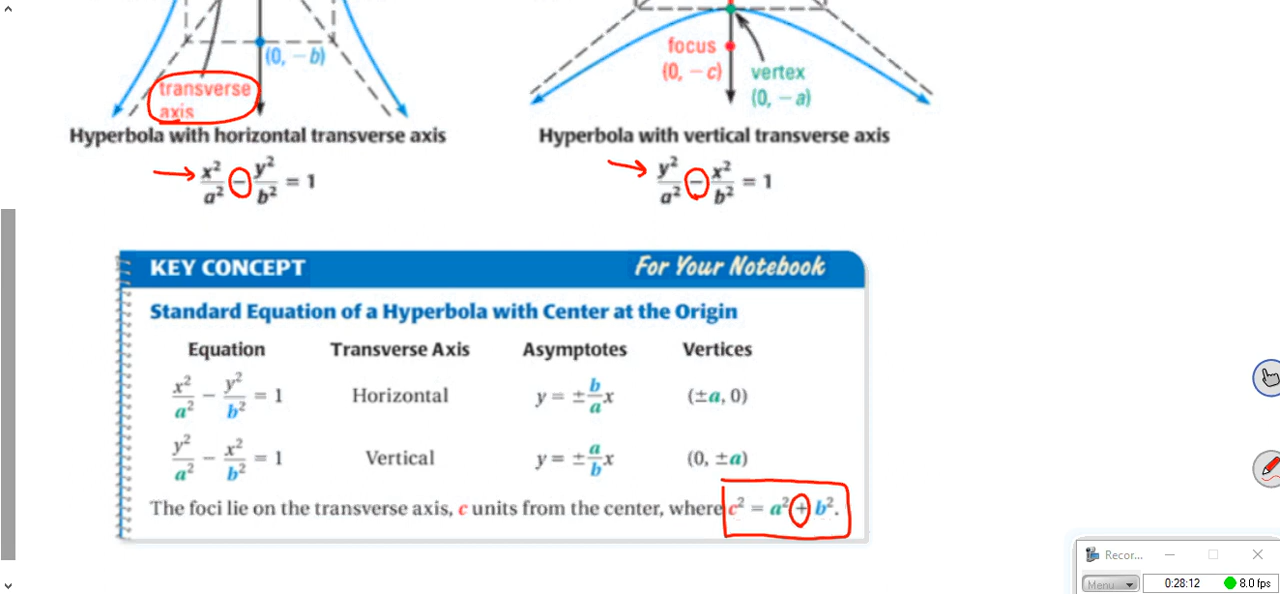 (0, − b)
transverse
axis
focus
(0, − c)
vertex
(0, − a)
Hyperbola with horizontal transverse axis
Hyperbola with vertical transverse axis
x²/a² − y²/b² = 1
y²/a² − x²/b² = 1
KEY CONCEPT
For Your Notebook
Standard Equation of a Hyperbola with Center at the Origin
Equation Transverse Axis Asymptotes Vertices
x²/a² − y²/b² = 1 Horizontal y = ±b/a x (±a, 0)
y²/a² − x²/b² = 1 Vertical y = ±a/b x (0, ±a)
The foci lie on the transverse axis, c units from the center, where c² = a² + b².
Recor...
Menu 0:28:12 8.0 fps